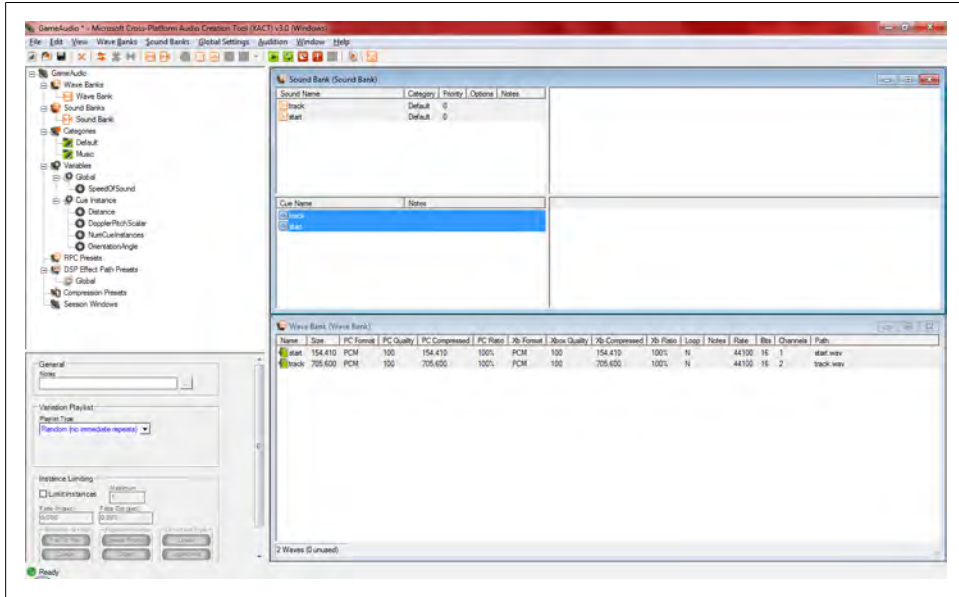 GameAudio * - Microsoft Cross-Platform Audio Creation Tool (XACT) v3.0 (Windows)
File Edit View Wave Banks Sound Banks Global Settings Audition Window Help
GameAudio
Wave Banks
Wave Bank
Sound Banks
Sound Bank
Categories
Default
Music
Variables
Global
SpeedOfSound
Cue Instance
Distance
DopplerPitchScalar
NumCueInstances
OrientationAngle
RPC Presets
DSP Effect Path Presets
Global
Compression Presets
Session Windows
Sound Bank (Sound Bank)
Sound Name Category Priority Options Notes
track Default 0
start Default 0
Cue Name Notes
track
start
Wave Bank (Wave Bank)
Name Size PC Format PC Quality PC Compressed PC Ratio Xb Format Xbox Quality Xb Compressed Xb Ratio Loop Notes Rate Bits Channels Path
start 154,410 PCM 100 154,410 100% PCM 100 154,410 100% N 44100 16 1 start.wav
track 705,600 PCM 100 705,600 100% PCM 100 705,600 100% N 44100 16 2 track.wav
2 Waves (0 unused)
General
Notes
...
Variation Playlist
Playlist Type
Random (no immediate repeats)
Instance Limiting
Limit Instances
Maximum
1
Ready